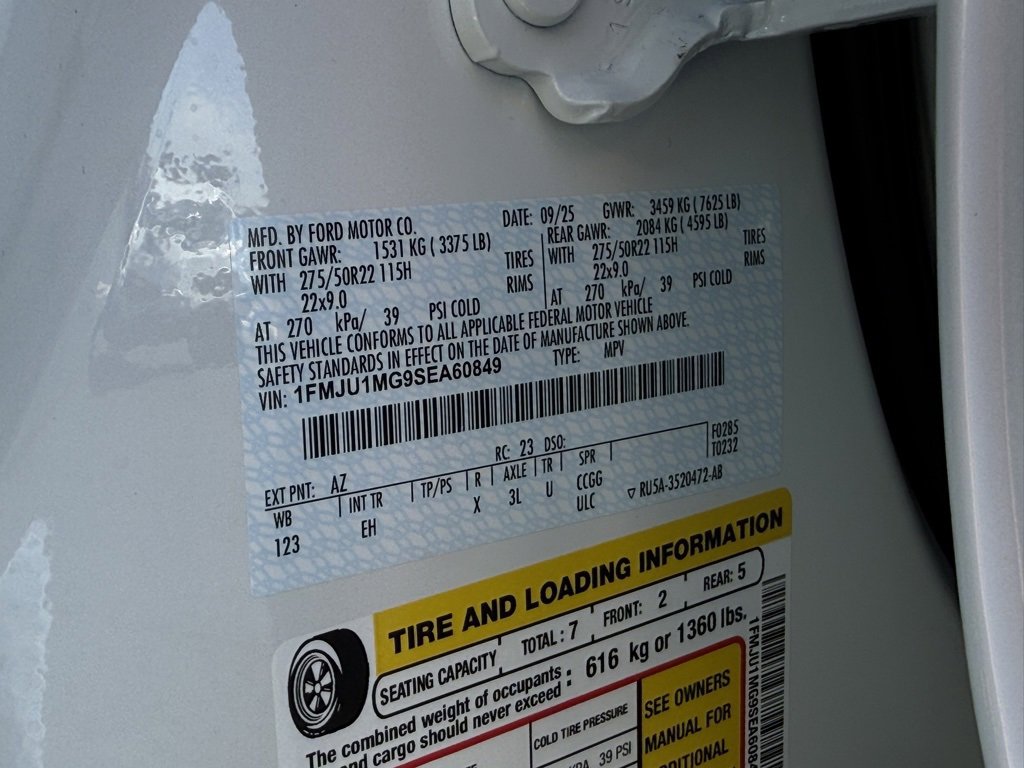 MFD. BY FORD MOTOR CO. DATE: 09/25 GVWR: 3459 KG ( 7625 LB)
FRONT GAWR: 1531 KG ( 3375 LB) REAR GAWR: 2084 KG ( 4595 LB)
WITH 275/50R22 115H TIRES WITH 275/50R22 115H TIRES
22x9.0 RIMS 22x9.0 RIMS
AT 270 kPa/ 39 PSI COLD AT 270 kPa/ 39 PSI COLD
THIS VEHICLE CONFORMS TO ALL APPLICABLE FEDERAL MOTOR VEHICLE
SAFETY STANDARDS IN EFFECT ON THE DATE OF MANUFACTURE SHOWN ABOVE.
VIN: 1FMJU1MG9SEA60849 TYPE: MPV
EXT PNT: AZ RC: 23 DSO: F0285
T0232
WB INT TR TP/PS R AXLE TR SPR
123 EH X 3L U CCGG
ULC ▽ RU5A-3520472-AB
TIRE AND LOADING INFORMATION
SEATING CAPACITY TOTAL: 7 FRONT: 2 REAR: 5
The combined weight of occupants
and cargo should never exceed : 616 kg or 1360 lbs.
COLD TIRE PRESSURE
39 PSI
SEE OWNERS
MANUAL FOR
1FMJU1MG9SEA6084